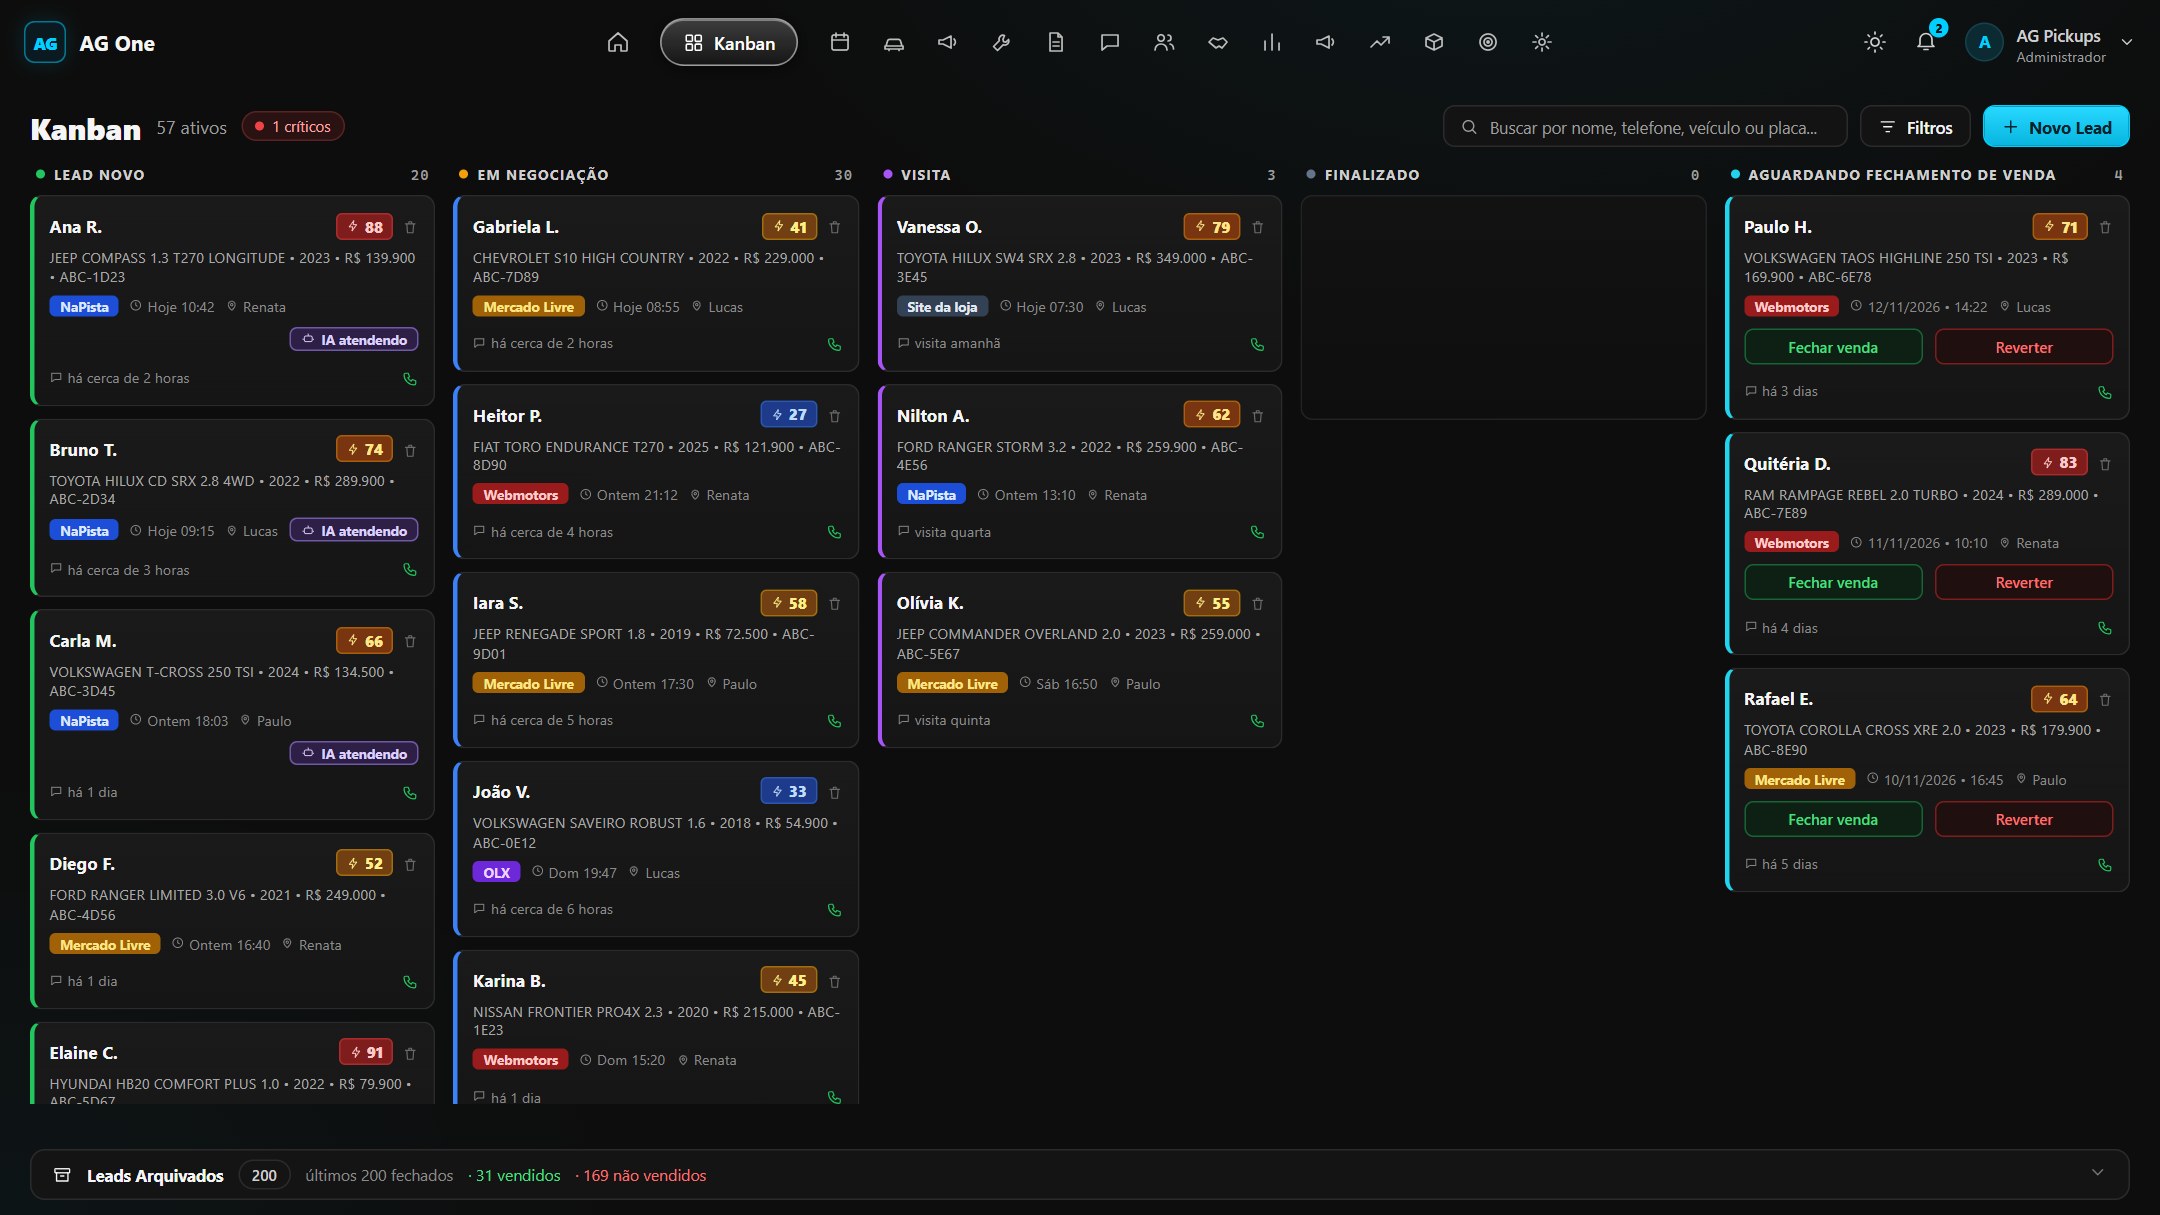 AG
AG One
Kanban
2
A
AG Pickups
Administrador
Kanban
57 ativos
1 críticos
Buscar por nome, telefone, veículo ou placa...
Filtros
Novo Lead
LEAD NOVO
20
Ana R.
88
JEEP COMPASS 1.3 T270 LONGITUDE • 2023 • R$ 139.900
• ABC-1D23
NaPista
Hoje 10:42
Renata
IA atendendo
há cerca de 2 horas
Bruno T.
74
TOYOTA HILUX CD SRX 2.8 4WD • 2022 • R$ 289.900 •
ABC-2D34
NaPista
Hoje 09:15
Lucas
IA atendendo
há cerca de 3 horas
Carla M.
66
VOLKSWAGEN T-CROSS 250 TSI • 2024 • R$ 134.500 •
ABC-3D45
NaPista
Ontem 18:03
Paulo
IA atendendo
há 1 dia
Diego F.
52
FORD RANGER LIMITED 3.0 V6 • 2021 • R$ 249.000 •
ABC-4D56
Mercado Livre
Ontem 16:40
Renata
há 1 dia
Elaine C.
91
HYUNDAI HB20 COMFORT PLUS 1.0 • 2022 • R$ 79.900 •
ABC-5D67
EM NEGOCIAÇÃO
30
Gabriela L.
41
CHEVROLET S10 HIGH COUNTRY • 2022 • R$ 229.000 •
ABC-7D89
Mercado Livre
Hoje 08:55
Lucas
há cerca de 2 horas
Heitor P.
27
FIAT TORO ENDURANCE T270 • 2025 • R$ 121.900 • ABC-
8D90
Webmotors
Ontem 21:12
Renata
há cerca de 4 horas
Iara S.
58
JEEP RENEGADE SPORT 1.8 • 2019 • R$ 72.500 • ABC-
9D01
Mercado Livre
Ontem 17:30
Paulo
há cerca de 5 horas
João V.
33
VOLKSWAGEN SAVEIRO ROBUST 1.6 • 2018 • R$ 54.900 •
ABC-0E12
OLX
Dom 19:47
Lucas
há cerca de 6 horas
Karina B.
45
NISSAN FRONTIER PRO4X 2.3 • 2020 • R$ 215.000 • ABC-
1E23
Webmotors
Dom 15:20
Renata
há 1 dia
VISITA
3
Vanessa O.
79
TOYOTA HILUX SW4 SRX 2.8 • 2023 • R$ 349.000 • ABC-
3E45
Site da loja
Hoje 07:30
Lucas
visita amanhã
Nilton A.
62
FORD RANGER STORM 3.2 • 2022 • R$ 259.900 • ABC-
4E56
NaPista
Ontem 13:10
Renata
visita quarta
Olívia K.
55
JEEP COMMANDER OVERLAND 2.0 • 2023 • R$ 259.000 •
ABC-5E67
Mercado Livre
Sáb 16:50
Paulo
visita quinta
FINALIZADO
0
AGUARDANDO FECHAMENTO DE VENDA
4
Paulo H.
71
VOLKSWAGEN TAOS HIGHLINE 250 TSI • 2023 • R$
169.900 • ABC-6E78
Webmotors
12/11/2026 • 14:22
Lucas
Fechar venda
Reverter
há 3 dias
Quitéria D.
83
RAM RAMPAGE REBEL 2.0 TURBO • 2024 • R$ 289.000 •
ABC-7E89
Webmotors
11/11/2026 • 10:10
Renata
Fechar venda
Reverter
há 4 dias
Rafael E.
64
TOYOTA COROLLA CROSS XRE 2.0 • 2023 • R$ 179.900 •
ABC-8E90
Mercado Livre
10/11/2026 • 16:45
Paulo
Fechar venda
Reverter
há 5 dias
Leads Arquivados
200
últimos 200 fechados
· 31 vendidos
· 169 não vendidos